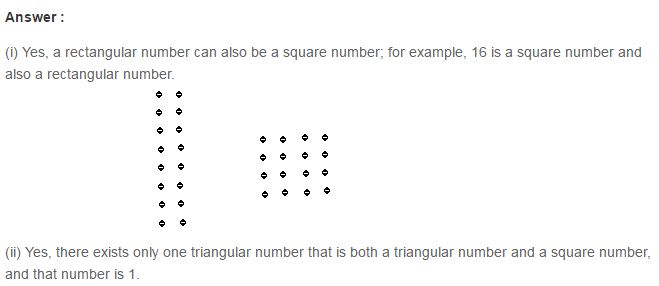 Answer :
(i) Yes, a rectangular number can also be a square number; for example, 16 is a square number and
also a rectangular number.
(ii) Yes, there exists only one triangular number that is both a triangular number and a square number,
and that number is 1.